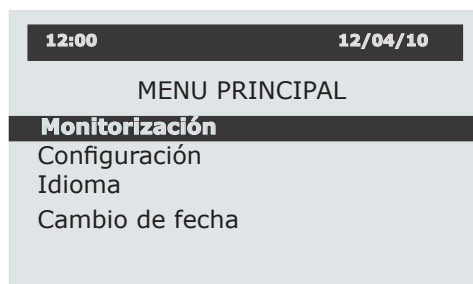 12:00 12/04/10
MENU PRINCIPAL
Monitorización
Configuración
Idioma
Cambio de fecha